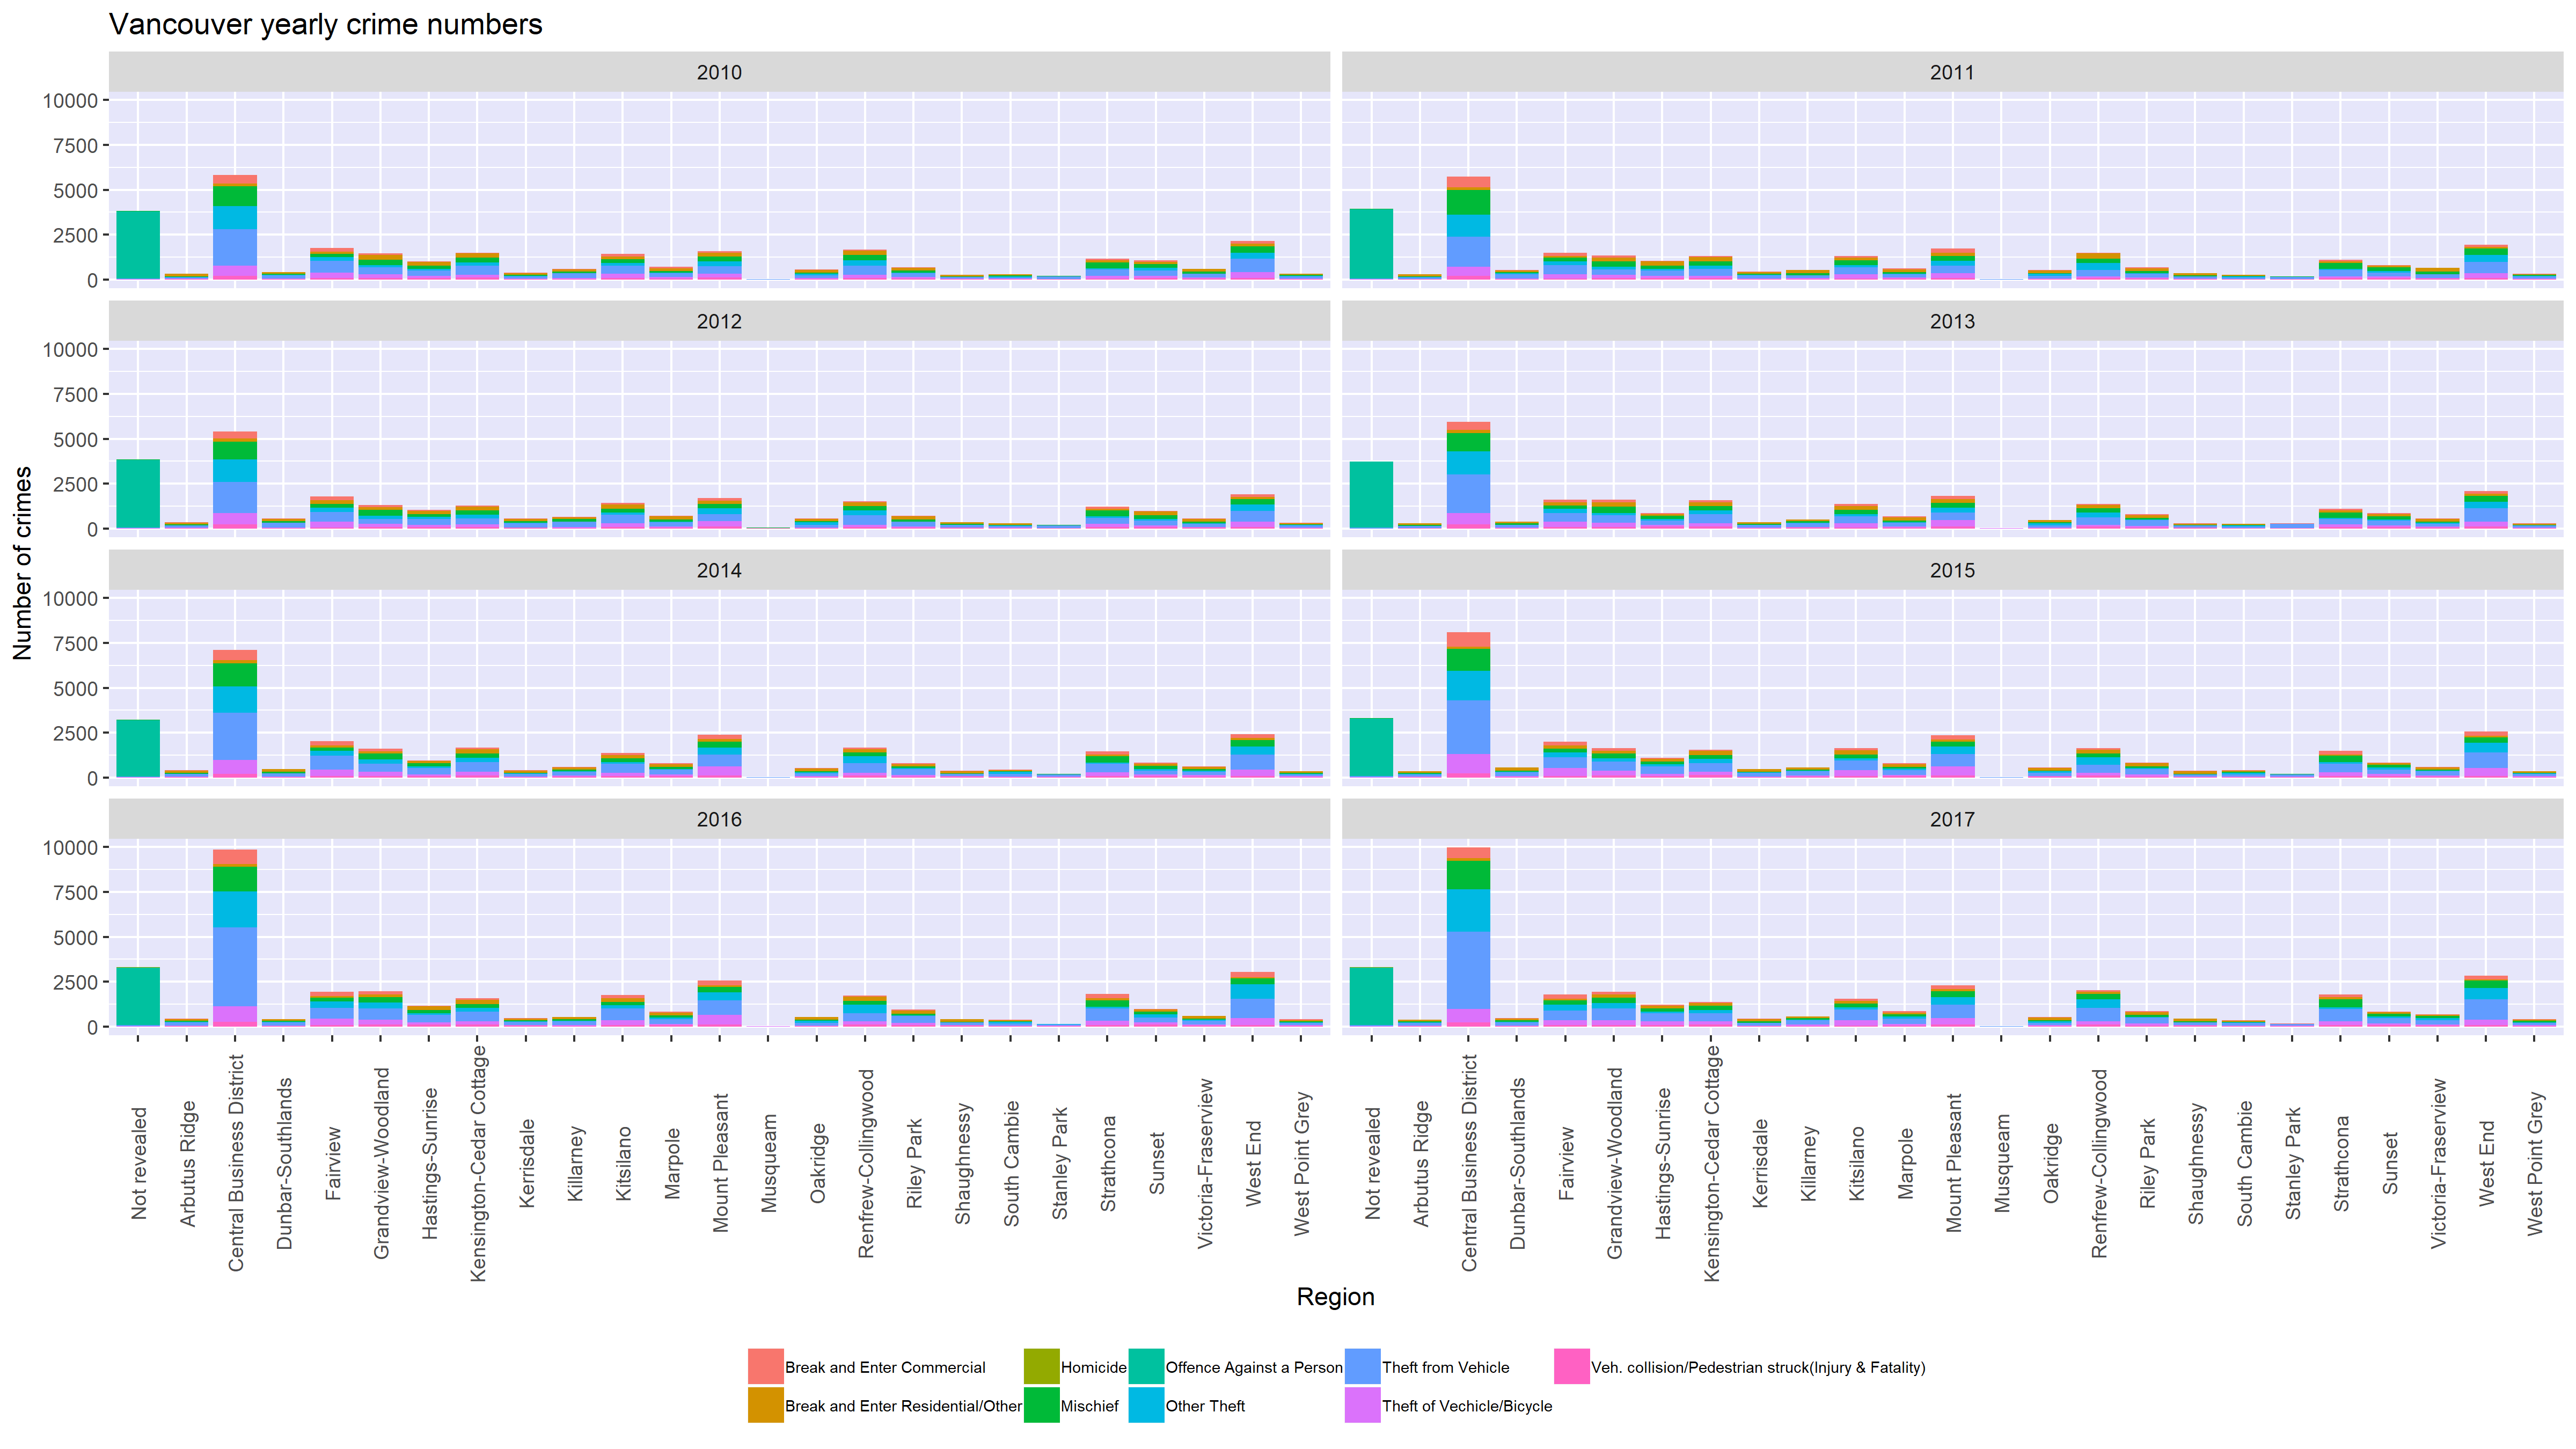 Vancouver yearly crime numbers
2010
2011
10000
7500
5000
2500
0
2012
2013
10000
7500
5000
2500
0
Number of crimes
2014
2015
10000
7500
5000
2500
0
2016
2017
10000
7500
5000
2500
0
Not revealed
Arbutus Ridge
Central Business District
Dunbar-Southlands
Fairview
Grandview-Woodland
Hastings-Sunrise
Kensington-Cedar Cottage
Kerrisdale
Killarney
Kitsilano
Marpole
Mount Pleasant
Musqueam
Oakridge
Renfrew-Collingwood
Riley Park
Shaughnessy
South Cambie
Stanley Park
Strathcona
Sunset
Victoria-Fraserview
West End
West Point Grey
Not revealed
Arbutus Ridge
Central Business District
Dunbar-Southlands
Fairview
Grandview-Woodland
Hastings-Sunrise
Kensington-Cedar Cottage
Kerrisdale
Killarney
Kitsilano
Marpole
Mount Pleasant
Musqueam
Oakridge
Renfrew-Collingwood
Riley Park
Shaughnessy
South Cambie
Stanley Park
Strathcona
Sunset
Victoria-Fraserview
West End
West Point Grey
Region
Break and Enter Commercial
Homicide
Offence Against a Person
Theft from Vehicle
Veh. collision/Pedestrian struck(Injury & Fatality)
Break and Enter Residential/Other
Mischief
Other Theft
Theft of Vechicle/Bicycle